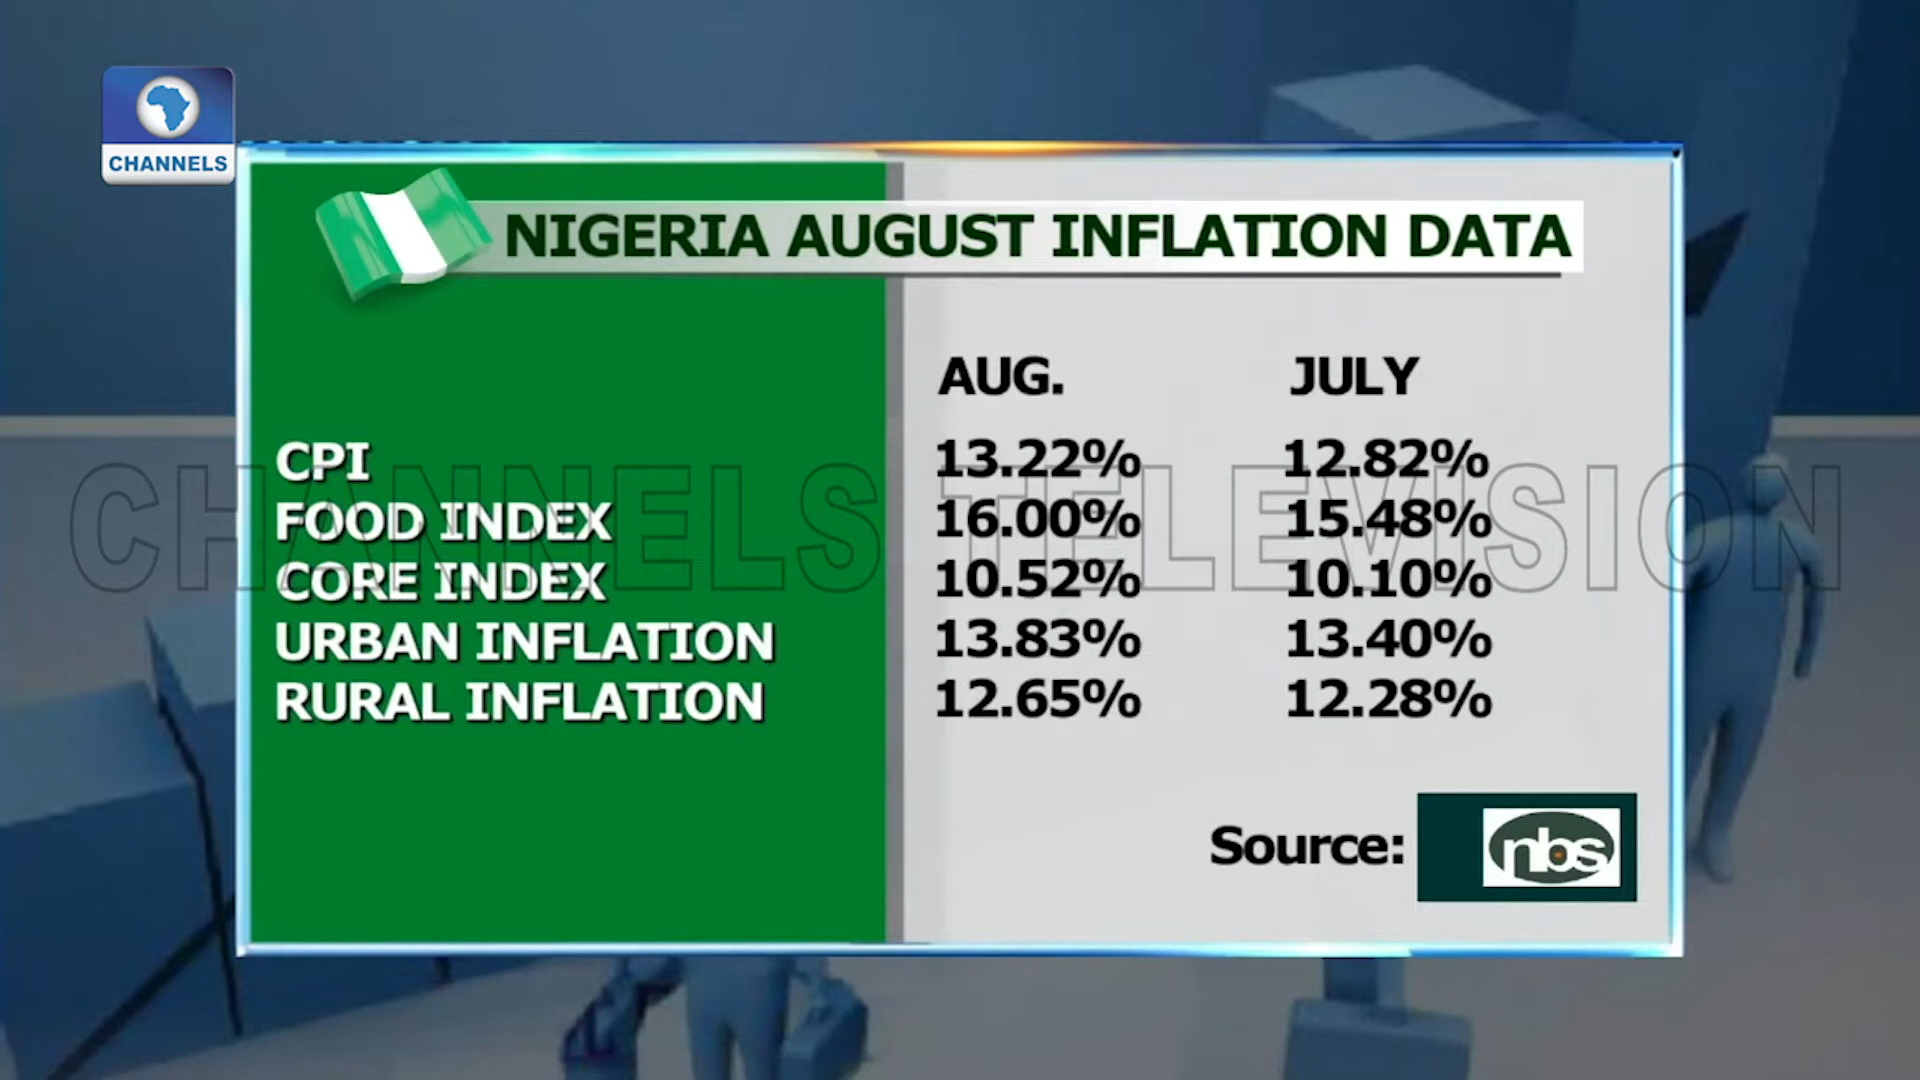 CHANNELS
NIGERIA AUGUST INFLATION DATA
AUG. JULY
CPI 13.22% 12.82%
FOOD INDEX 16.00% 15.48%
CORE INDEX 10.52% 10.10%
URBAN INFLATION 13.83% 13.40%
RURAL INFLATION 12.65% 12.28%
CHANNELS TELEVISION
Source: nbs